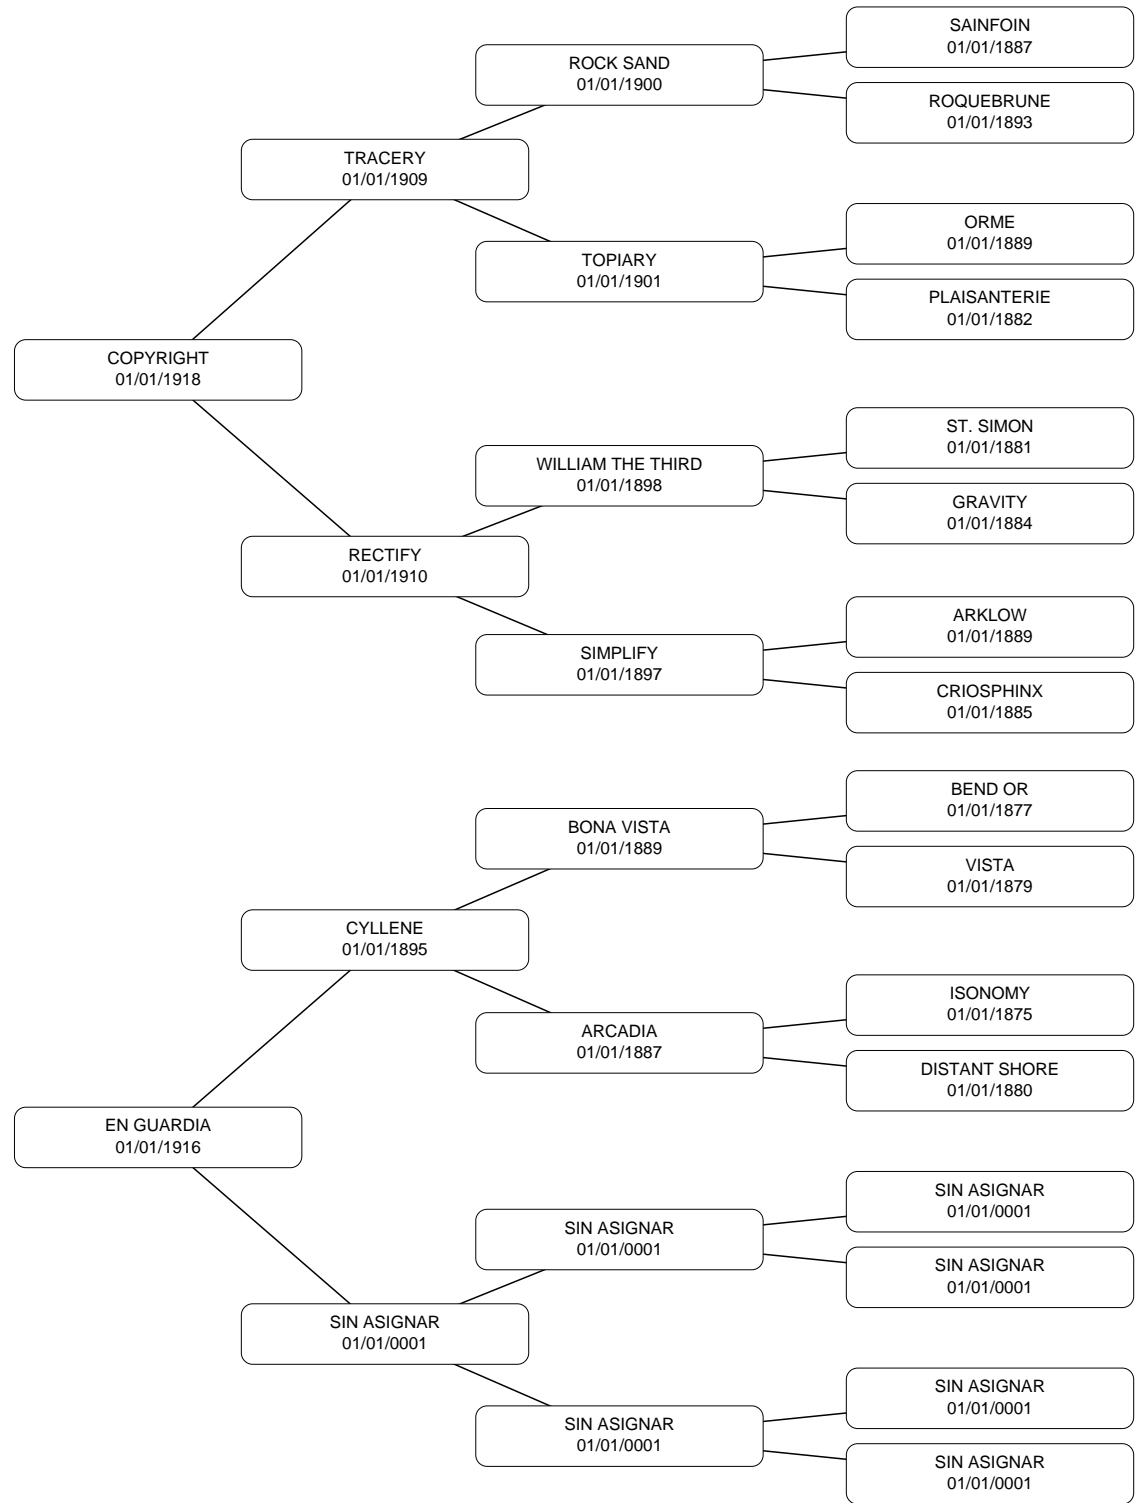 SAINFOIN
01/01/1887
ROCK SAND
01/01/1900
ROQUEBRUNE
01/01/1893
TRACERY
01/01/1909
ORME
01/01/1889
TOPIARY
01/01/1901
PLAISANTERIE
01/01/1882
COPYRIGHT
01/01/1918
ST. SIMON
01/01/1881
WILLIAM THE THIRD
01/01/1898
GRAVITY
01/01/1884
RECTIFY
01/01/1910
ARKLOW
01/01/1889
SIMPLIFY
01/01/1897
CRIOSPHINX
01/01/1885
BEND OR
01/01/1877
BONA VISTA
01/01/1889
VISTA
01/01/1879
CYLLENE
01/01/1895
ISONOMY
01/01/1875
ARCADIA
01/01/1887
DISTANT SHORE
01/01/1880
EN GUARDIA
01/01/1916
SIN ASIGNAR
01/01/0001
SIN ASIGNAR
01/01/0001
SIN ASIGNAR
01/01/0001
SIN ASIGNAR
01/01/0001
SIN ASIGNAR
01/01/0001
SIN ASIGNAR
01/01/0001
SIN ASIGNAR
01/01/0001